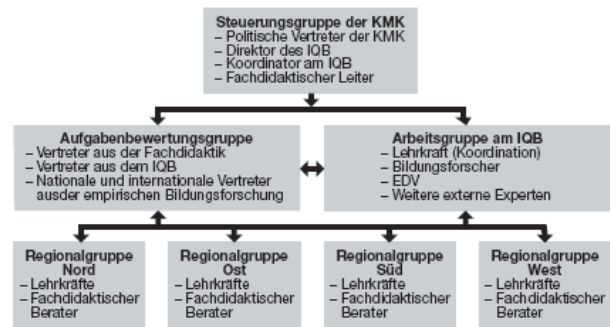 Steuerungsgruppe der KMK
– Politische Vertreter der KMK
– Direktor des IQB
– Koordinator am IQB
– Fachdidaktischer Leiter
Aufgabenbewertungsgruppe
– Vertreter aus der Fachdidaktik
– Vertreter aus dem IQB
– Nationale und internationale Vertreter
ausder empirischen Bildungsforschung
Arbeitsgruppe am IQB
– Lehrkraft (Koordination)
– Bildungsforscher
– EDV
– Weitere externe Experten
Regionalgruppe
Nord
– Lehrkräfte
– Fachdidaktischer
Berater
Regionalgruppe
Ost
– Lehrkräfte
– Fachdidaktischer
Berater
Regionalgruppe
Süd
– Lehrkräfte
– Fachdidaktischer
Berater
Regionalgruppe
West
– Lehrkräfte
– Fachdidaktischer
Berater